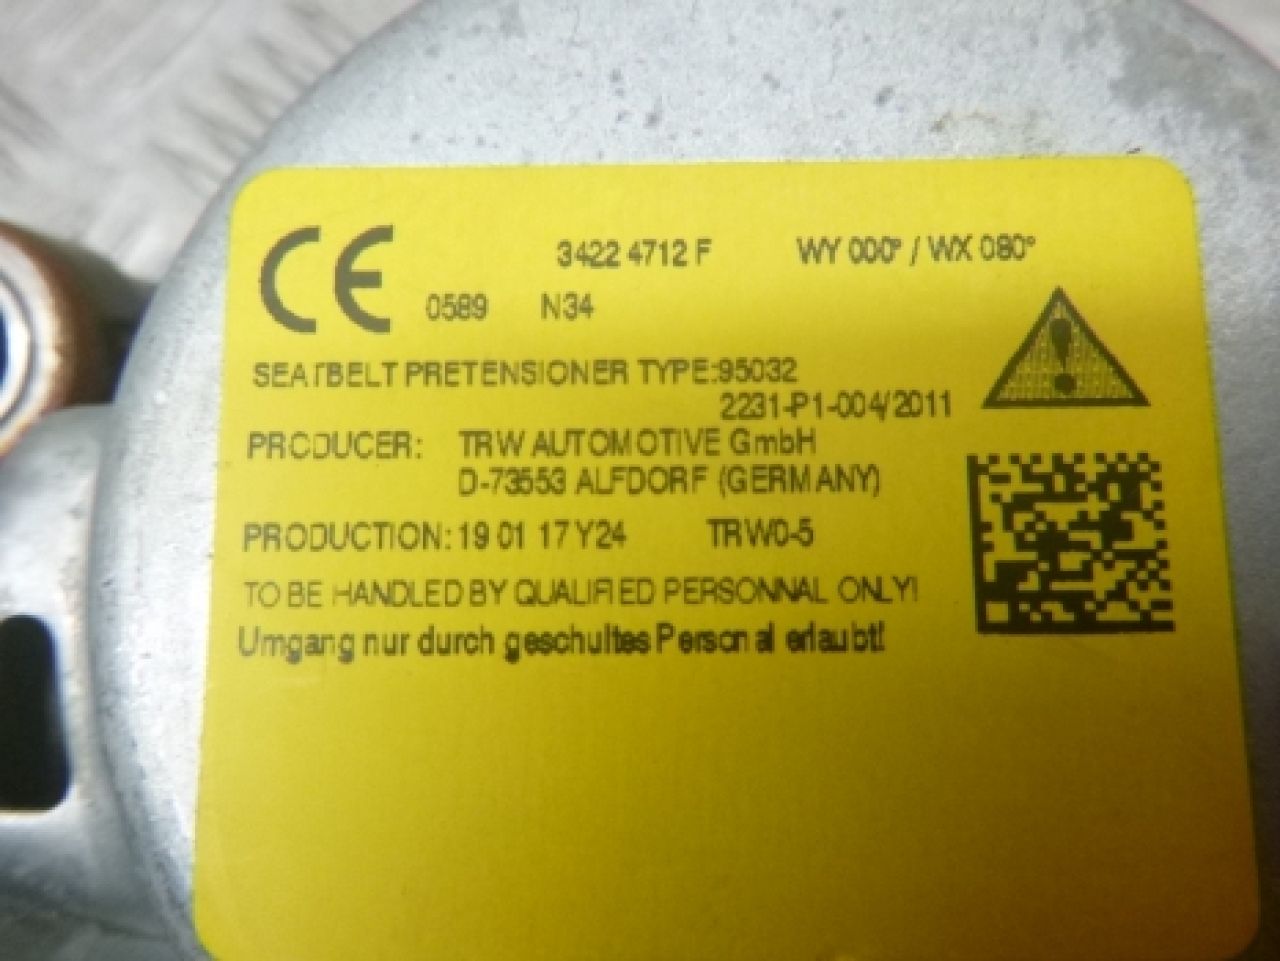 CE 3422 4712 F WY 000° / WX 080°
0589 N34
SEATBELT PRETENSIONER TYPE:95032
2231-P1-004/2011
PRODUCER: TRW AUTOMOTIVE GmbH
D-73553 ALFDORF (GERMANY)
PRODUCTION: 19 01 17 Y24 TRW0-5
TO BE HANDLED BY QUALIFIED PERSONNAL ONLY!
Umgang nur durch geschultes Personal erlaubt!